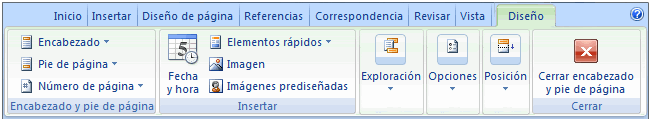 Inicio Insertar Diseño de página Referencias Correspondencia Revisar Vista Diseño
Encabezado
Pie de página
Número de página
Encabezado y pie de página
5
Fecha
y hora
Elementos rápidos
Imagen
Imágenes prediseñadas
Insertar
Exploración
Opciones
Posición
Cerrar encabezado
y pie de página
Cerrar